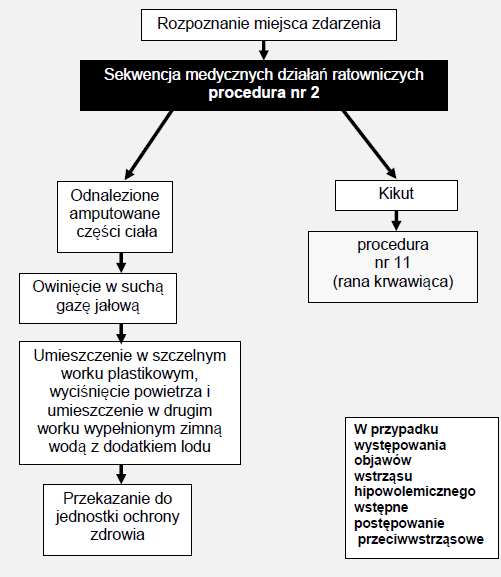 Rozpoznanie miejsca zdarzenia
Sekwencja medycznych działań ratowniczych
procedura nr 2
Odnalezione
amputowane
części ciała
Kikut
procedura
nr 11
(rana krwawiąca)
Owinięcie w suchą
gazę jałową
Umieszczenie w szczelnym
worku plastikowym,
wyciśnięcie powietrza i
umieszczenie w drugim
worku wypełnionym zimną
wodą z dodatkiem lodu
Przekazanie do
jednostki ochrony
zdrowia
W przypadku
występowania
objawów
wstrząsu
hipowolemicznego
wstępne
postępowanie
przeciwwstrząsowe